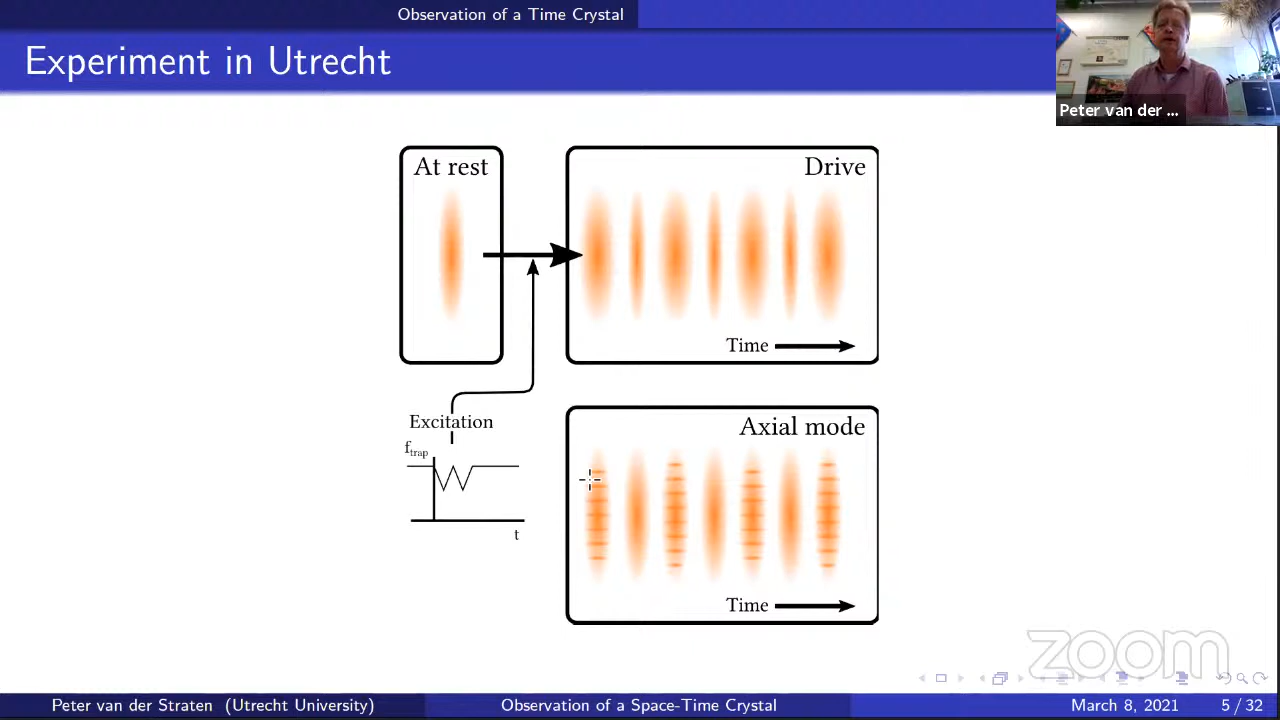 Observation of a Time Crystal
Experiment in Utrecht
Peter van der ...
At rest
Drive
Time
Excitation
f_trap
t
Axial mode
Time
zoom
Peter van der Straten (Utrecht University)
Observation of a Space-Time Crystal
March 8, 2021
5 / 32